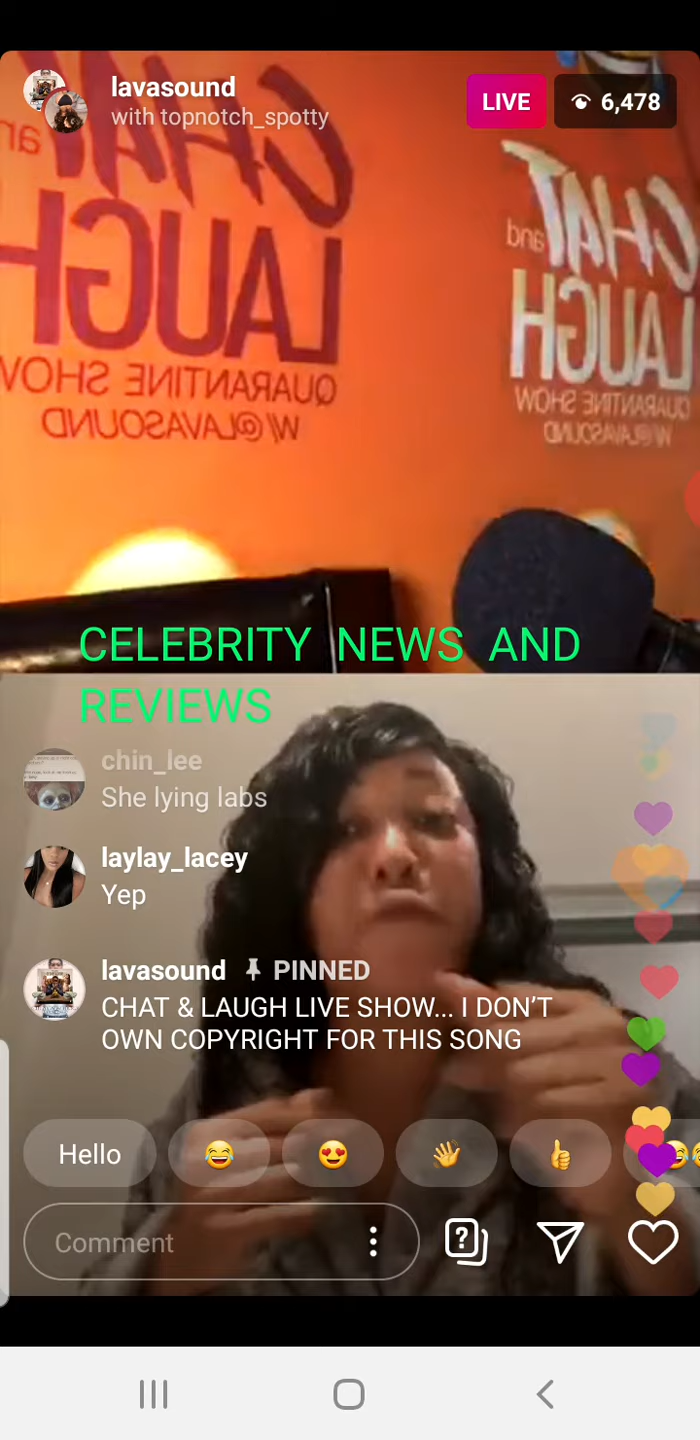 lavasound
with topnotch_spotty
LIVE
6,478
CHAT
and
LAUGH
QUARANTINE SHOW
W/@LAVASOUND
CHAT
and
LAUGH
QUARANTINE SHOW
W/@LAVASOUND
CELEBRITY NEWS AND
REVIEWS
chin_lee
She lying labs
laylay_lacey
Yep
lavasound PINNED
CHAT & LAUGH LIVE SHOW... I DON'T
OWN COPYRIGHT FOR THIS SONG
Hello
Comment